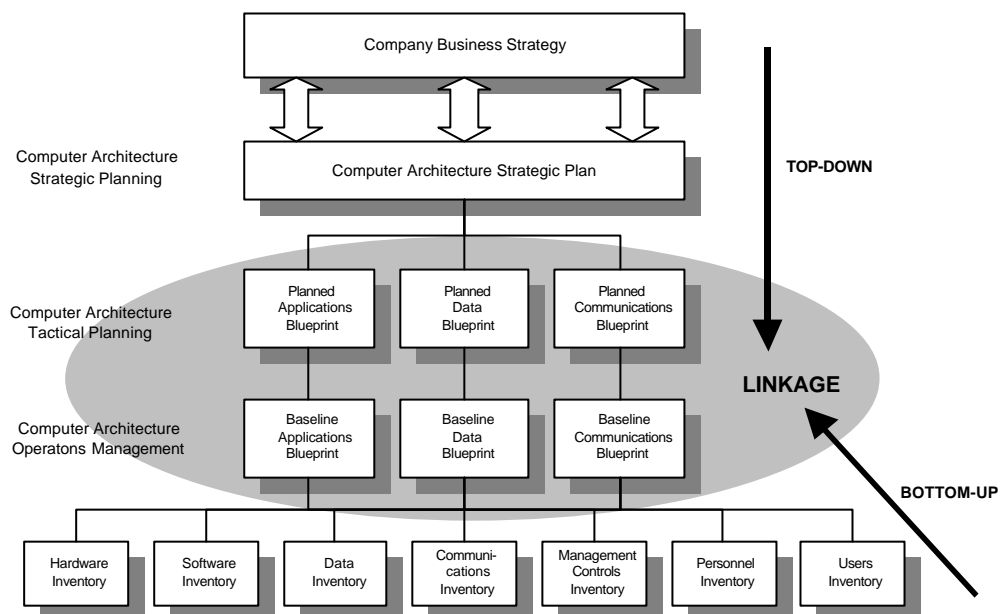 Company Business Strategy
Computer Architecture
Strategic Planning
Computer Architecture Strategic Plan
TOP-DOWN
Computer Architecture
Tactical Planning
Planned
Applications
Blueprint
Planned
Data
Blueprint
Planned
Communications
Blueprint
LINKAGE
Computer Architecture
Operatons Management
Baseline
Applications
Blueprint
Baseline
Data
Blueprint
Baseline
Communications
Blueprint
BOTTOM-UP
Hardware
Inventory
Software
Inventory
Data
Inventory
Communi-
cations
Inventory
Management
Controls
Inventory
Personnel
Inventory
Users
Inventory